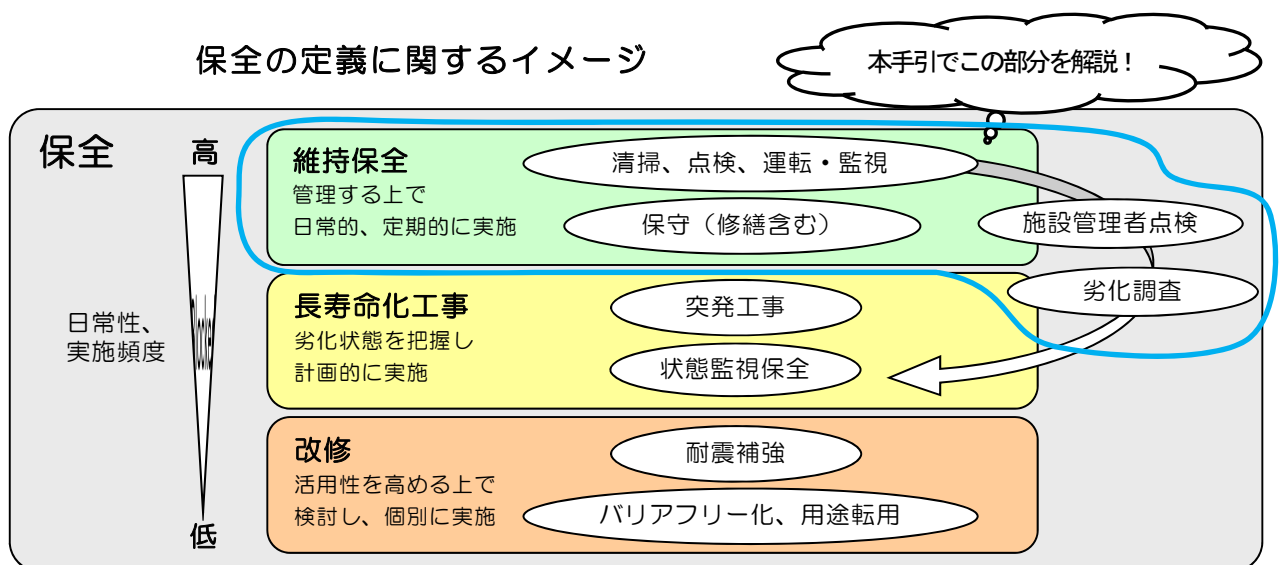 保全の定義に関するイメージ
本手引でこの部分を解説！
保全
高
日常性、
実施頻度
低
維持保全
管理する上で
日常的、定期的に実施
清掃、点検、運転・監視
保守（修繕含む）
施設管理者点検
劣化調査
長寿命化工事
劣化状態を把握し
計画的に実施
突発工事
状態監視保全
改修
活用性を高める上で
検討し、個別に実施
耐震補強
バリアフリー化、用途転用